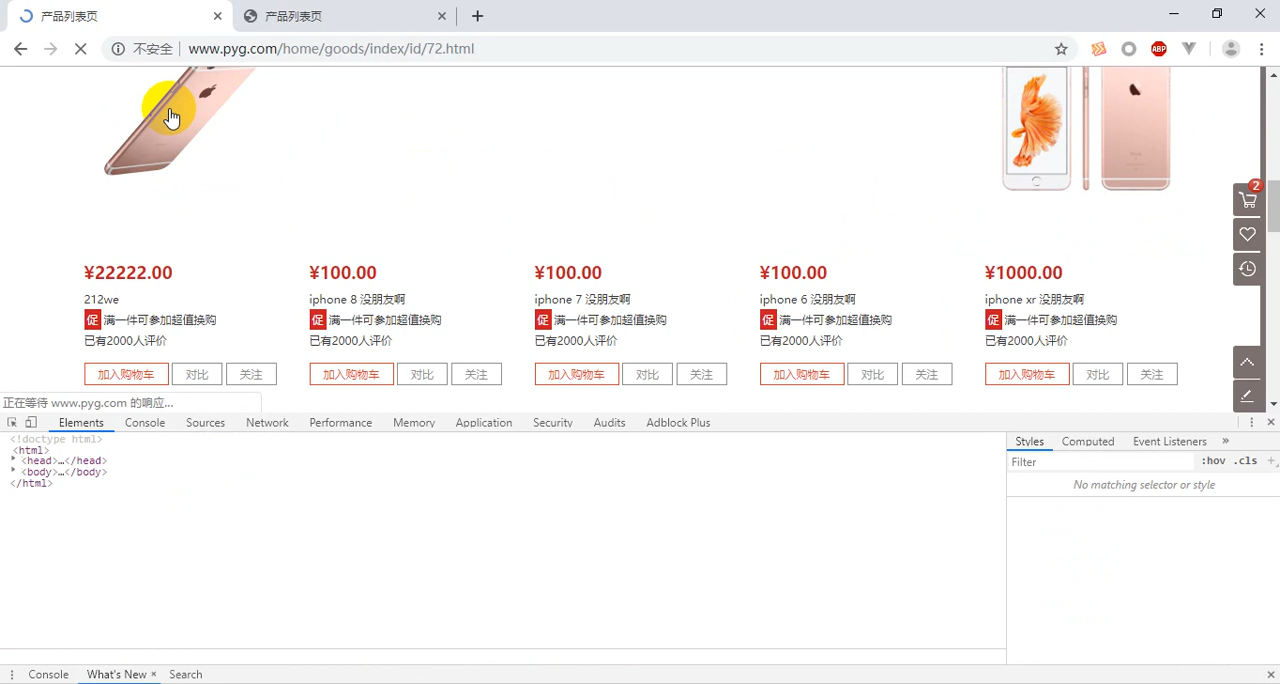 产品列表页
产品列表页
不安全 www.pyg.com/home/goods/index/id/72.html
ABP
2
¥22222.00 ¥100.00 ¥100.00 ¥100.00 ¥1000.00
212we iphone 8 没朋友啊 iphone 7 没朋友啊 iphone 6 没朋友啊 iphone xr 没朋友啊
促 满一件可参加超值换购 促 满一件可参加超值换购 促 满一件可参加超值换购 促 满一件可参加超值换购 促 满一件可参加超值换购
已有2000人评价 已有2000人评价 已有2000人评价 已有2000人评价 已有2000人评价
加入购物车 对比 关注 加入购物车 对比 关注 加入购物车 对比 关注 加入购物车 对比 关注 加入购物车 对比 关注
正在等待 www.pyg.com 的响应...
Elements Console Sources Network Performance Memory Application Security Audits Adblock Plus
<!doctype html>
<html>
<head>…</head>
<body>…</body>
</html>
Styles Computed Event Listeners »
Filter :hov .cls +
No matching selector or style
Console What's New × Search